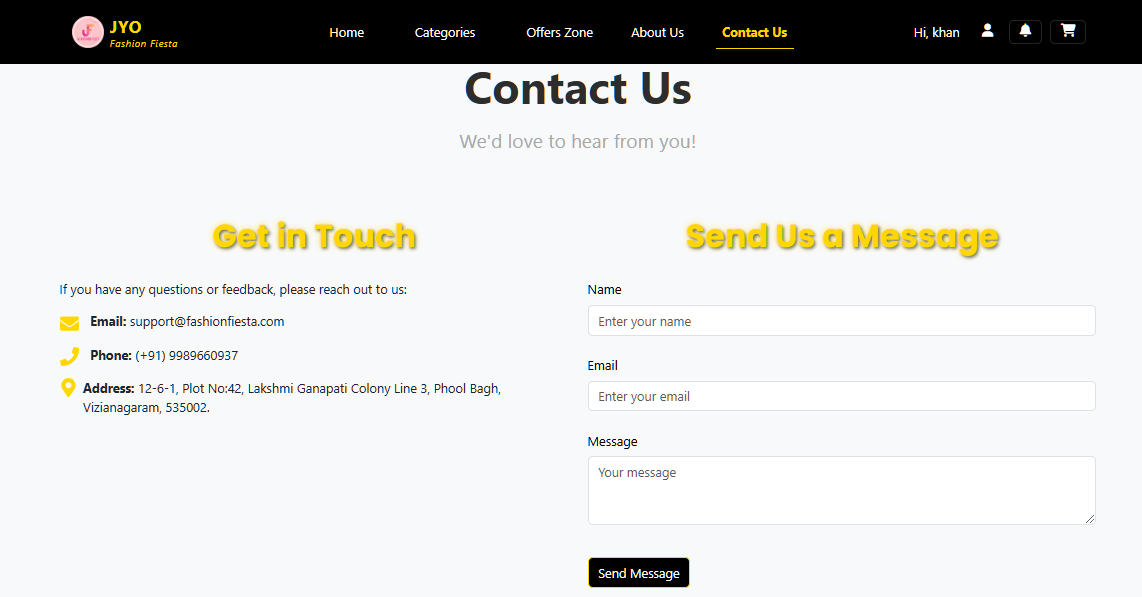 JYO
Fashion Fiesta
Home
Categories
Offers Zone
About Us
Contact Us
Hi, khan
Contact Us
We'd love to hear from you!
Get in Touch
If you have any questions or feedback, please reach out to us:
Email: support@fashionfiesta.com
Phone: (+91) 9989660937
Address: 12-6-1, Plot No:42, Lakshmi Ganapati Colony Line 3, Phool Bagh,
Vizianagaram, 535002.
Send Us a Message
Name
Enter your name
Email
Enter your email
Message
Your message
Send Message